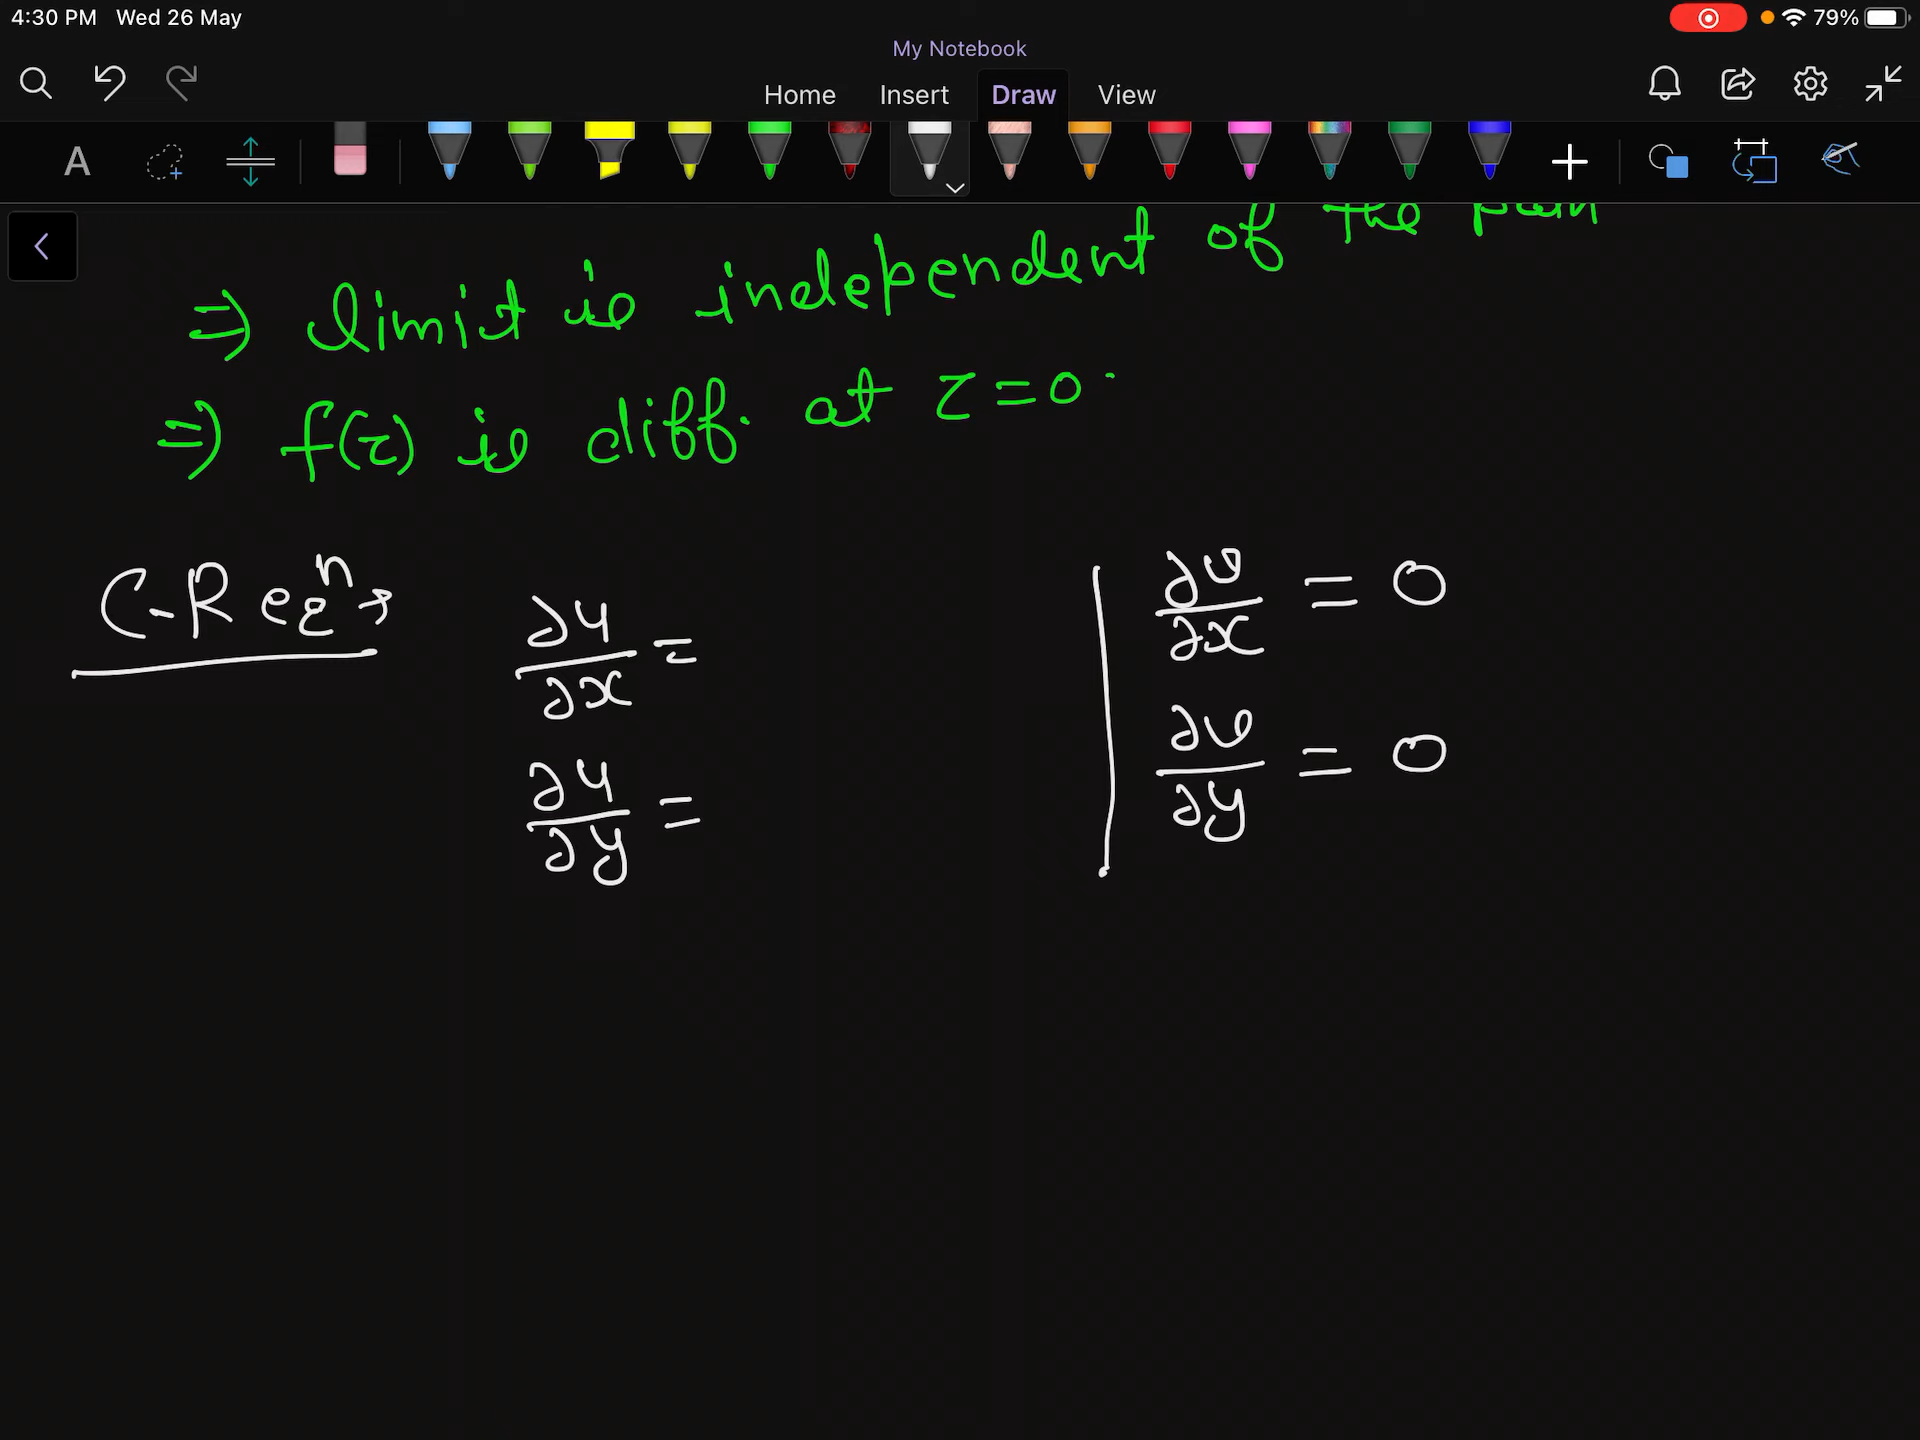 4:30 PM Wed 26 May 79%
My Notebook
Home Insert Draw View
A
of the
⇒ limit is independent
⇒ f(z) is diff. at z=0.
C-R eqⁿ→
∂u/∂x =
∂u/∂y =
∂v/∂x = 0
∂v/∂y = 0